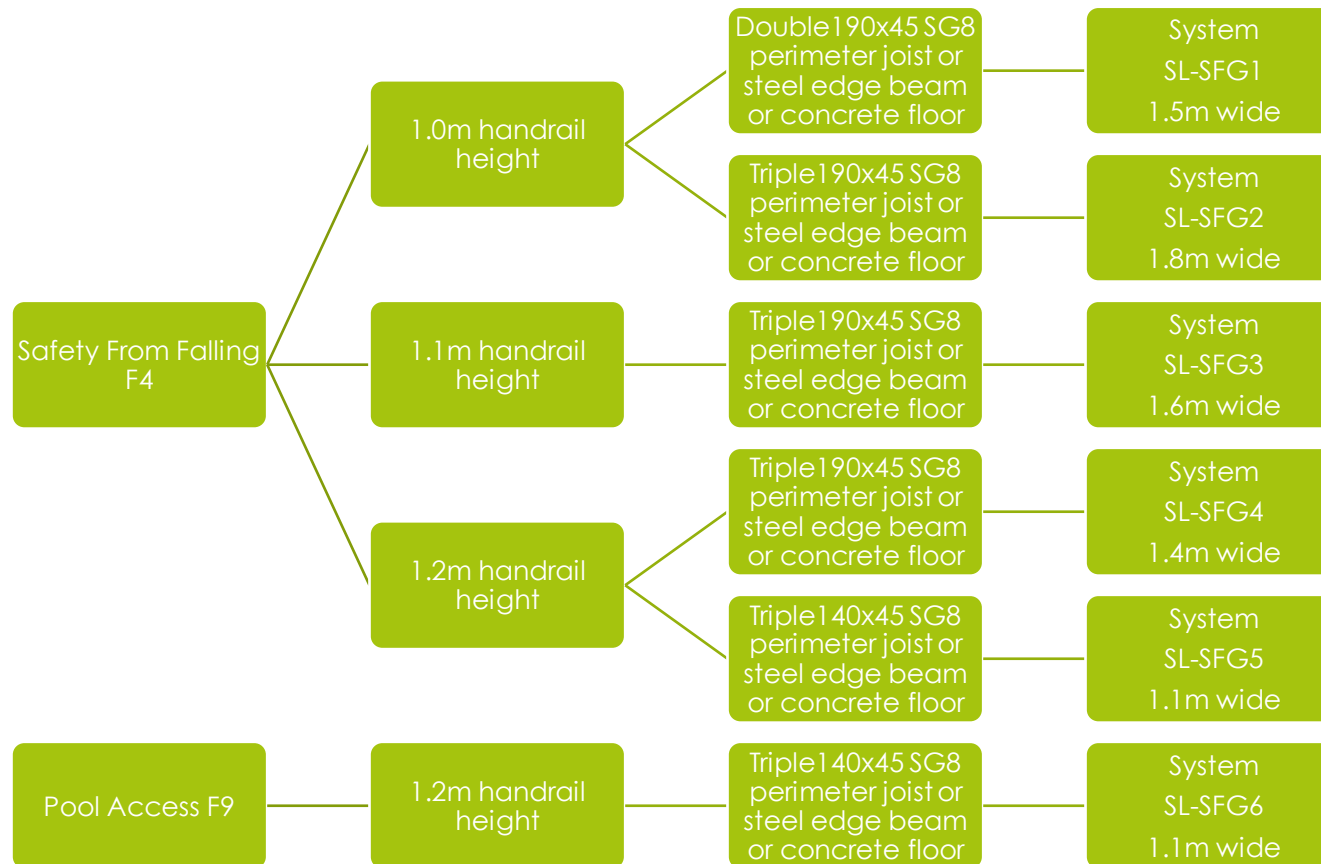 Safety From Falling
F4
1.0m handrail
height
Double190x45 SG8
perimeter joist or
steel edge beam
or concrete floor
System
SL-SFG1
1.5m wide
Triple190x45 SG8
perimeter joist or
steel edge beam
or concrete floor
System
SL-SFG2
1.8m wide
1.1m handrail
height
Triple190x45 SG8
perimeter joist or
steel edge beam
or concrete floor
System
SL-SFG3
1.6m wide
1.2m handrail
height
Triple190x45 SG8
perimeter joist or
steel edge beam
or concrete floor
System
SL-SFG4
1.4m wide
Triple140x45 SG8
perimeter joist or
steel edge beam
or concrete floor
System
SL-SFG5
1.1m wide
Pool Access F9
1.2m handrail
height
Triple140x45 SG8
perimeter joist or
steel edge beam
or concrete floor
System
SL-SFG6
1.1m wide